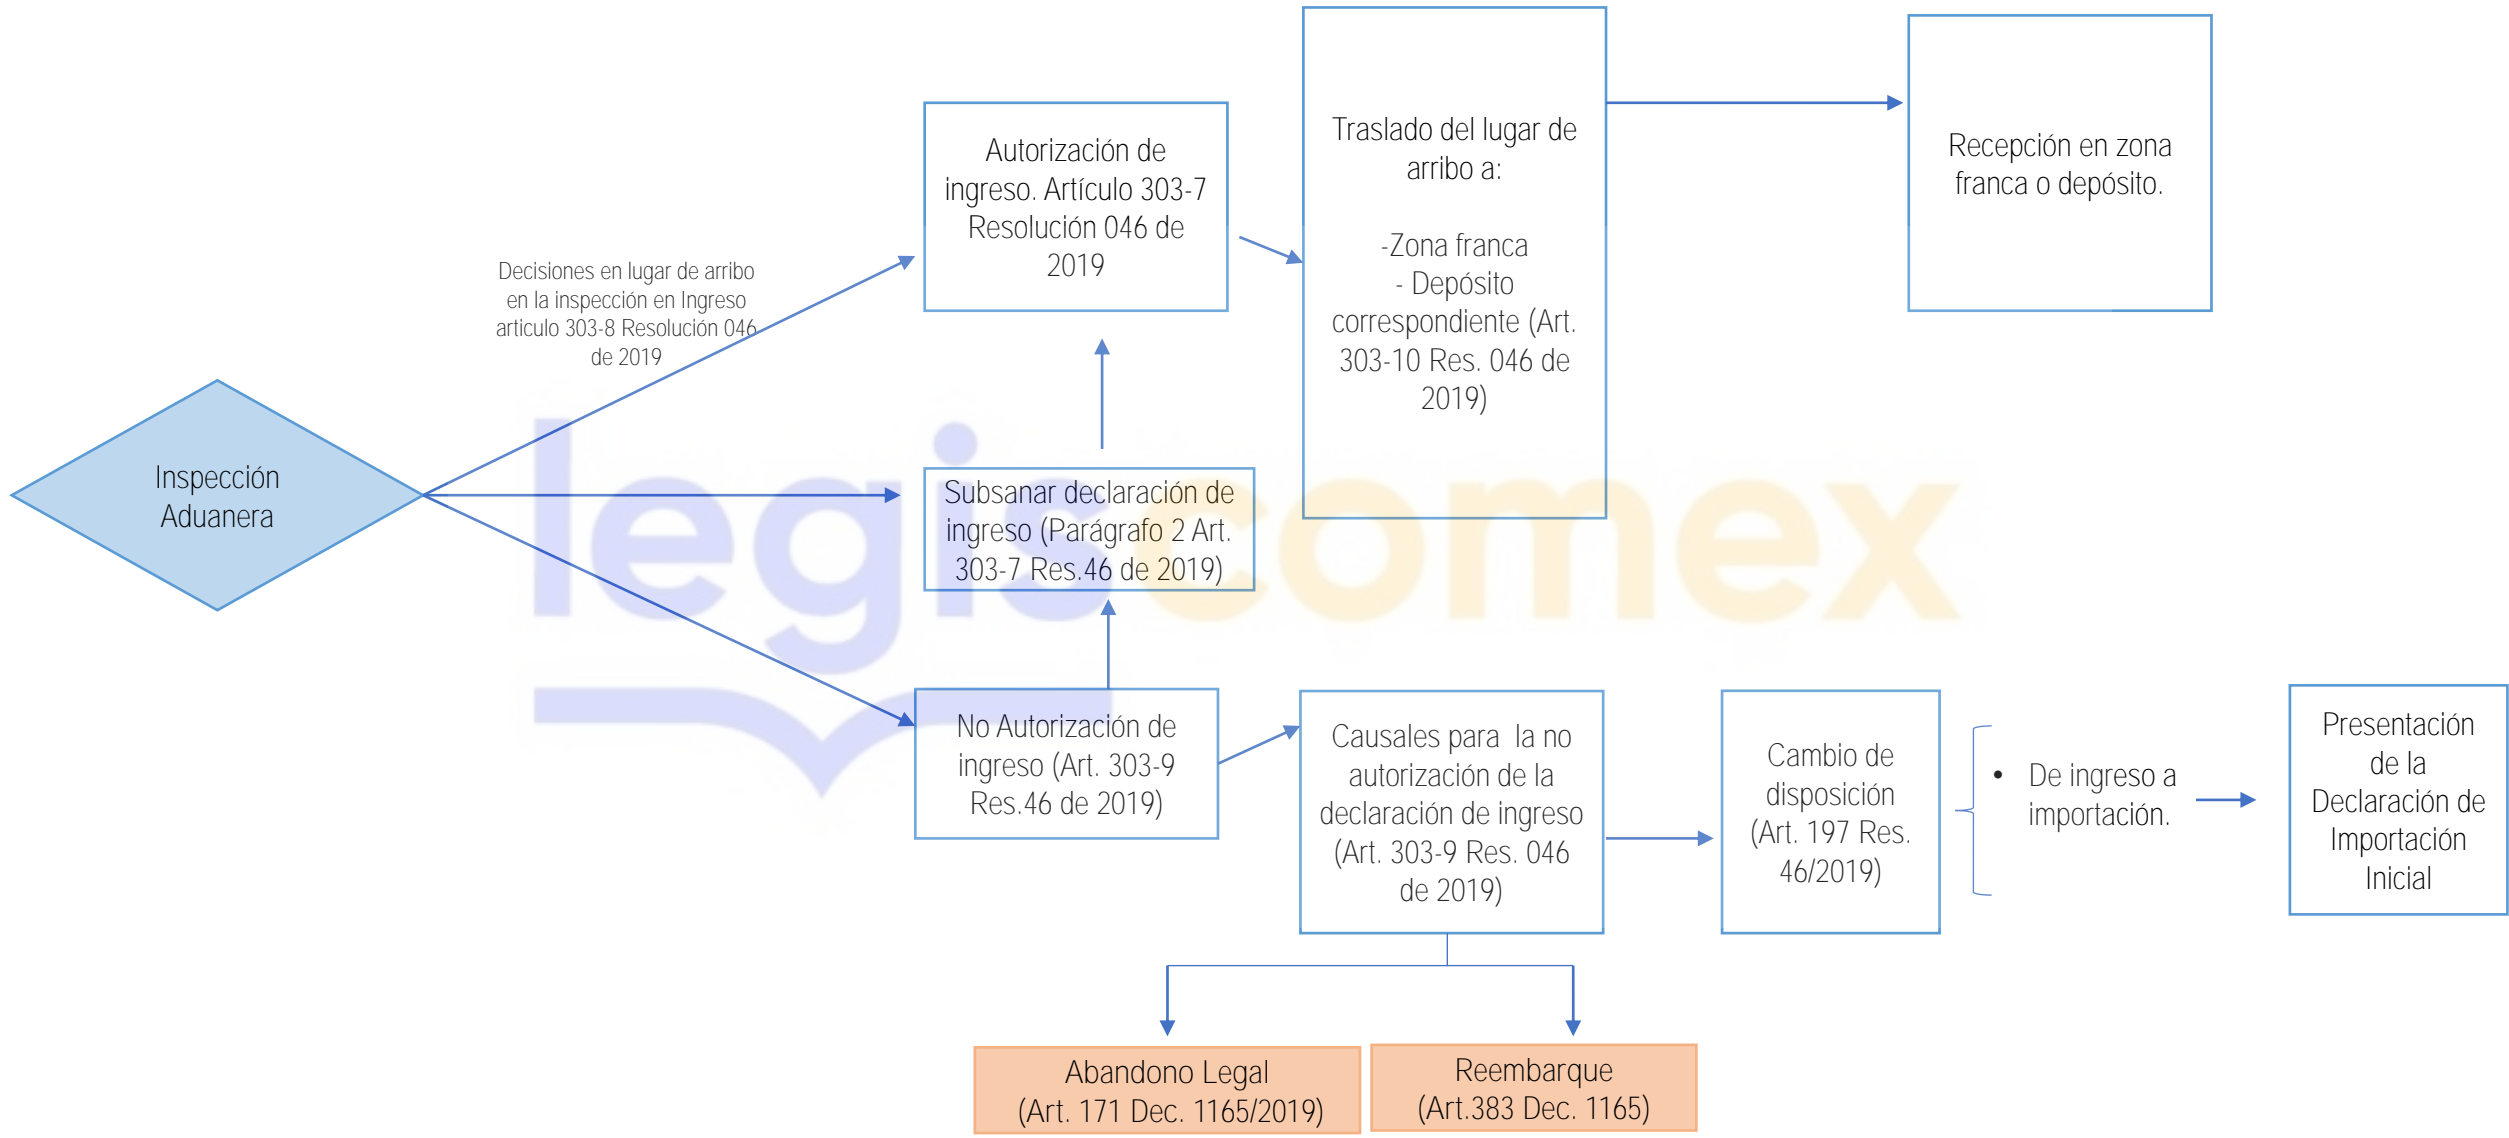 Inspección
Aduanera
Decisiones en lugar de arribo
en la inspección en Ingreso
articulo 303-8 Resolución 046
de 2019
Autorización de
ingreso. Artículo 303-7
Resolución 046 de
2019
Traslado del lugar de
arribo a:
-Zona franca
- Depósito
correspondiente (Art.
303-10 Res. 046 de
2019)
Recepción en zona
franca o depósito.
Subsanar declaración de
ingreso (Parágrafo 2 Art.
303-7 Res.46 de 2019)
legiscomex
No Autorización de
ingreso (Art. 303-9
Res.46 de 2019)
Causales para la no
autorización de la
declaración de ingreso
(Art. 303-9 Res. 046
de 2019)
Cambio de
disposición
(Art. 197 Res.
46/2019)
• De ingreso a
importación.
Presentación
de la
Declaración de
Importación
Inicial
Abandono Legal
(Art. 171 Dec. 1165/2019)
Reembarque
(Art.383 Dec. 1165)